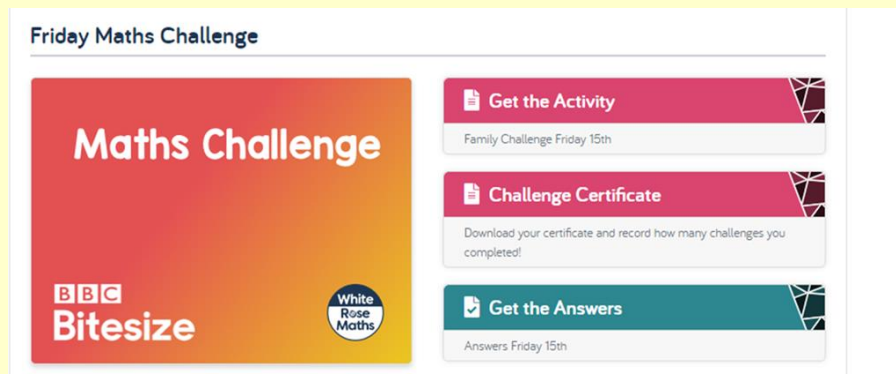 Friday Maths Challenge
Maths Challenge
BBC
Bitesize
White
Rose
Maths
Get the Activity
Family Challenge Friday 15th
Challenge Certificate
Download your certificate and record how many challenges you
completed!
Get the Answers
Answers Friday 15th